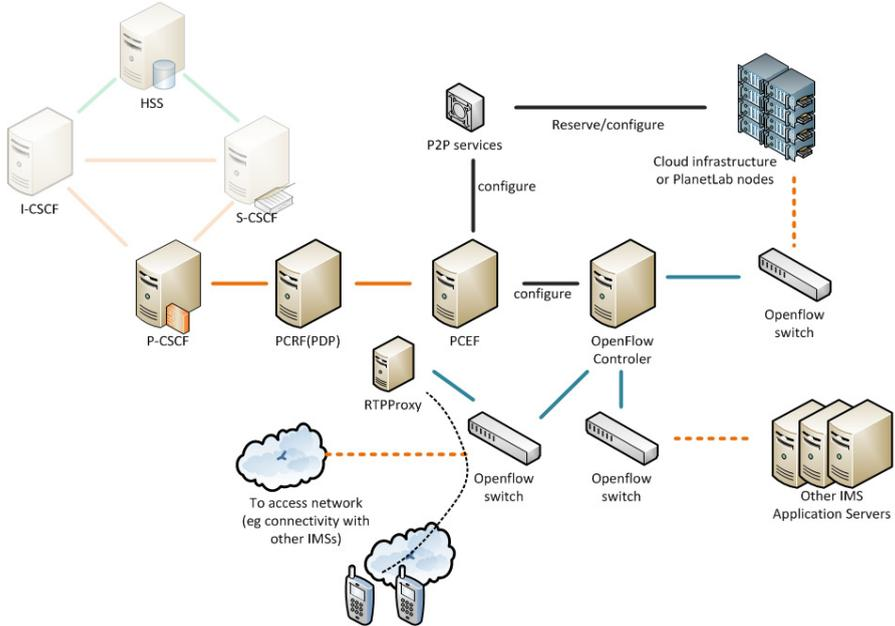 HSS
I-CSCF
S-CSCF
P2P services
Reserve/configure
Cloud infrastructure
or PlanetLab nodes
configure
P-CSCF
PCRF(PDP)
PCEF
configure
OpenFlow
Controler
Openflow
switch
RTPProxy
Openflow
switch
Openflow
switch
To access network
(eg connectivity with
other IMSs)
Other IMS
Application Servers